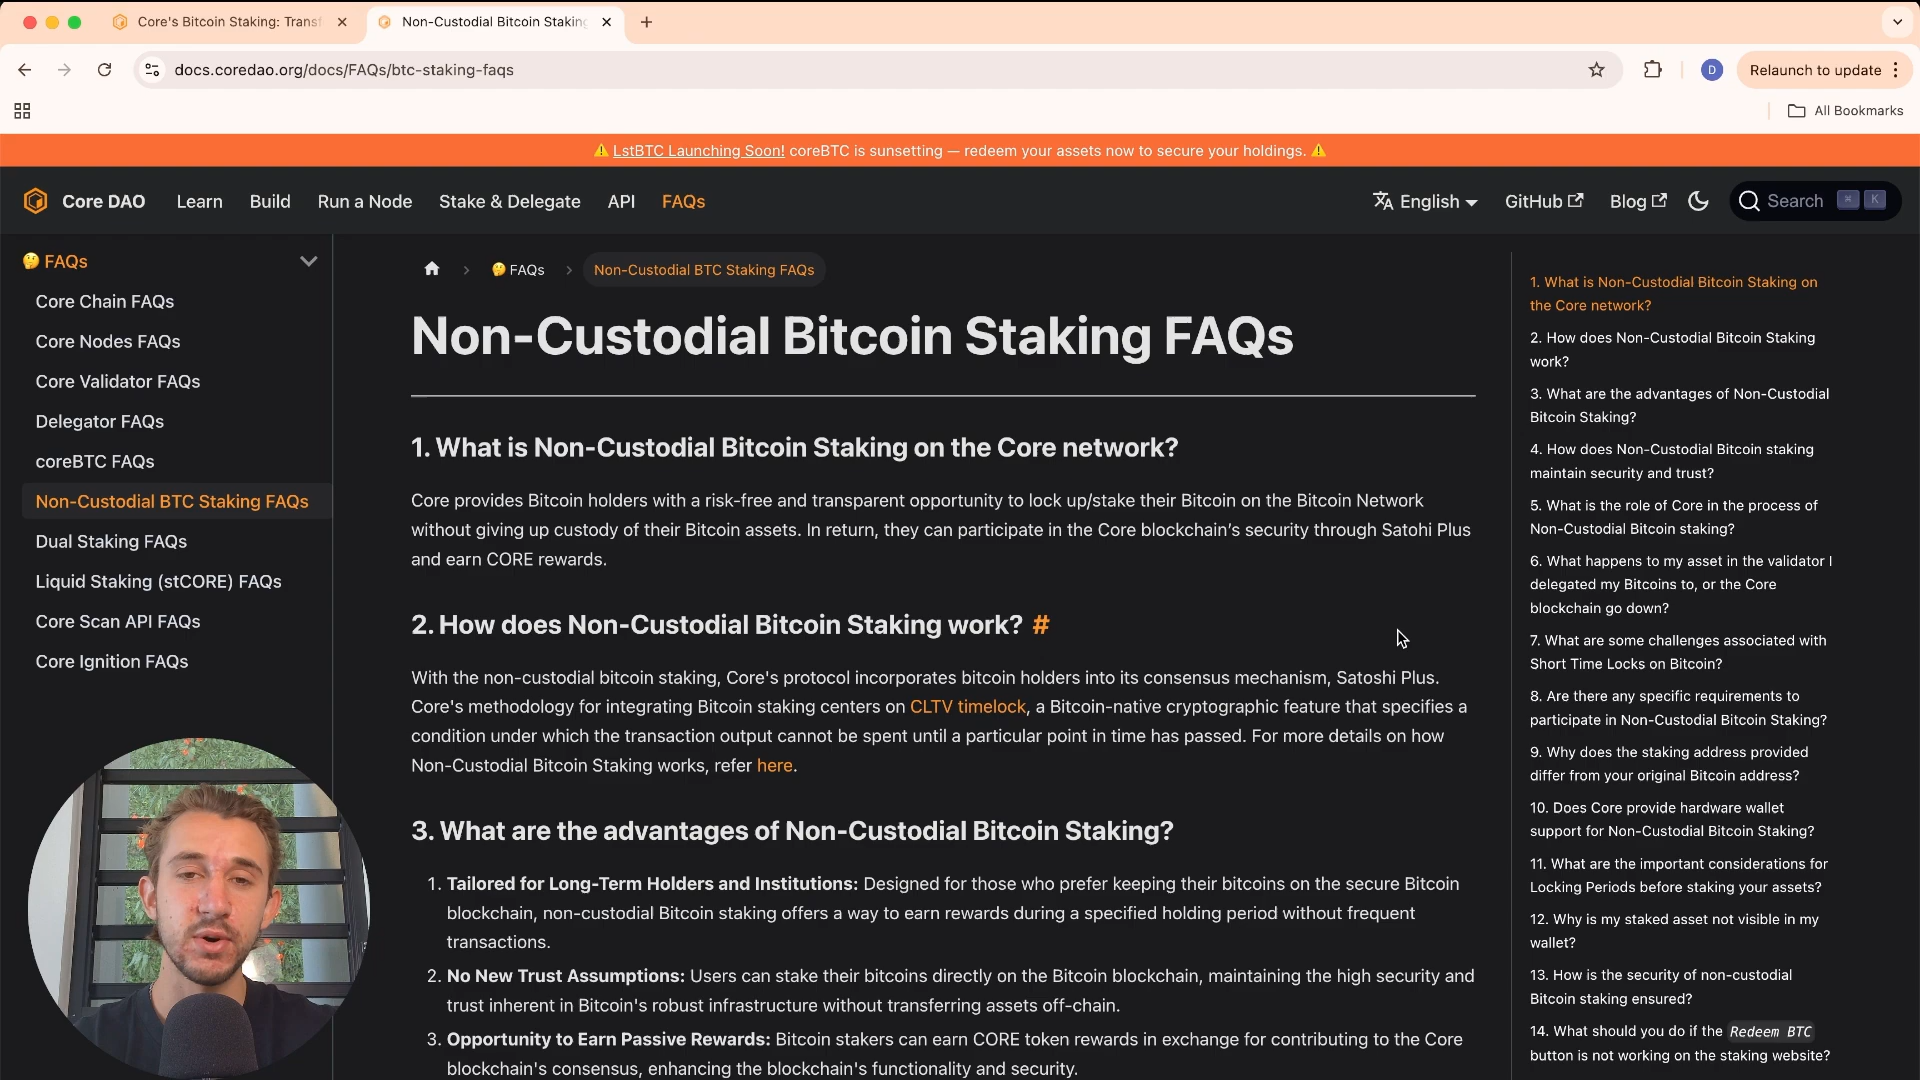 Core's Bitcoin Staking: Transf
Non-Custodial Bitcoin Staking
docs.coredao.org/docs/FAQs/btc-staking-faqs
D
Relaunch to update
All Bookmarks
⚠️ LstBTC Launching Soon! coreBTC is sunsetting — redeem your assets now to secure your holdings. ⚠️
Core DAO
Learn
Build
Run a Node
Stake & Delegate
API
FAQs
English
GitHub
Blog
Search ⌘ K
🤔 FAQs
Core Chain FAQs
Core Nodes FAQs
Core Validator FAQs
Delegator FAQs
coreBTC FAQs
Non-Custodial BTC Staking FAQs
Dual Staking FAQs
Liquid Staking (stCORE) FAQs
Core Scan API FAQs
Core Ignition FAQs
🤔 FAQs > Non-Custodial BTC Staking FAQs
Non-Custodial Bitcoin Staking FAQs
1. What is Non-Custodial Bitcoin Staking on the Core network?
Core provides Bitcoin holders with a risk-free and transparent opportunity to lock up/stake their Bitcoin on the Bitcoin Network
without giving up custody of their Bitcoin assets. In return, they can participate in the Core blockchain's security through Satohi Plus
and earn CORE rewards.
2. How does Non-Custodial Bitcoin Staking work? #
With the non-custodial bitcoin staking, Core's protocol incorporates bitcoin holders into its consensus mechanism, Satoshi Plus.
Core's methodology for integrating Bitcoin staking centers on CLTV timelock, a Bitcoin-native cryptographic feature that specifies a
condition under which the transaction output cannot be spent until a particular point in time has passed. For more details on how
Non-Custodial Bitcoin Staking works, refer here.
3. What are the advantages of Non-Custodial Bitcoin Staking?
1. Tailored for Long-Term Holders and Institutions: Designed for those who prefer keeping their bitcoins on the secure Bitcoin
blockchain, non-custodial Bitcoin staking offers a way to earn rewards during a specified holding period without frequent
transactions.
2. No New Trust Assumptions: Users can stake their bitcoins directly on the Bitcoin blockchain, maintaining the high security and
trust inherent in Bitcoin's robust infrastructure without transferring assets off-chain.
3. Opportunity to Earn Passive Rewards: Bitcoin stakers can earn CORE token rewards in exchange for contributing to the Core
blockchain's consensus, enhancing the blockchain's functionality and security.
1. What is Non-Custodial Bitcoin Staking on
the Core network?
2. How does Non-Custodial Bitcoin Staking
work?
3. What are the advantages of Non-Custodial
Bitcoin Staking?
4. How does Non-Custodial Bitcoin staking
maintain security and trust?
5. What is the role of Core in the process of
Non-Custodial Bitcoin staking?
6. What happens to my asset in the validator I
delegated my Bitcoins to, or the Core
blockchain go down?
7. What are some challenges associated with
Short Time Locks on Bitcoin?
8. Are there any specific requirements to
participate in Non-Custodial Bitcoin Staking?
9. Why does the staking address provided
differ from your original Bitcoin address?
10. Does Core provide hardware wallet
support for Non-Custodial Bitcoin Staking?
11. What are the important considerations for
Locking Periods before staking your assets?
12. Why is my staked asset not visible in my
wallet?
13. How is the security of non-custodial
Bitcoin staking ensured?
14. What should you do if the Redeem BTC
button is not working on the staking website?